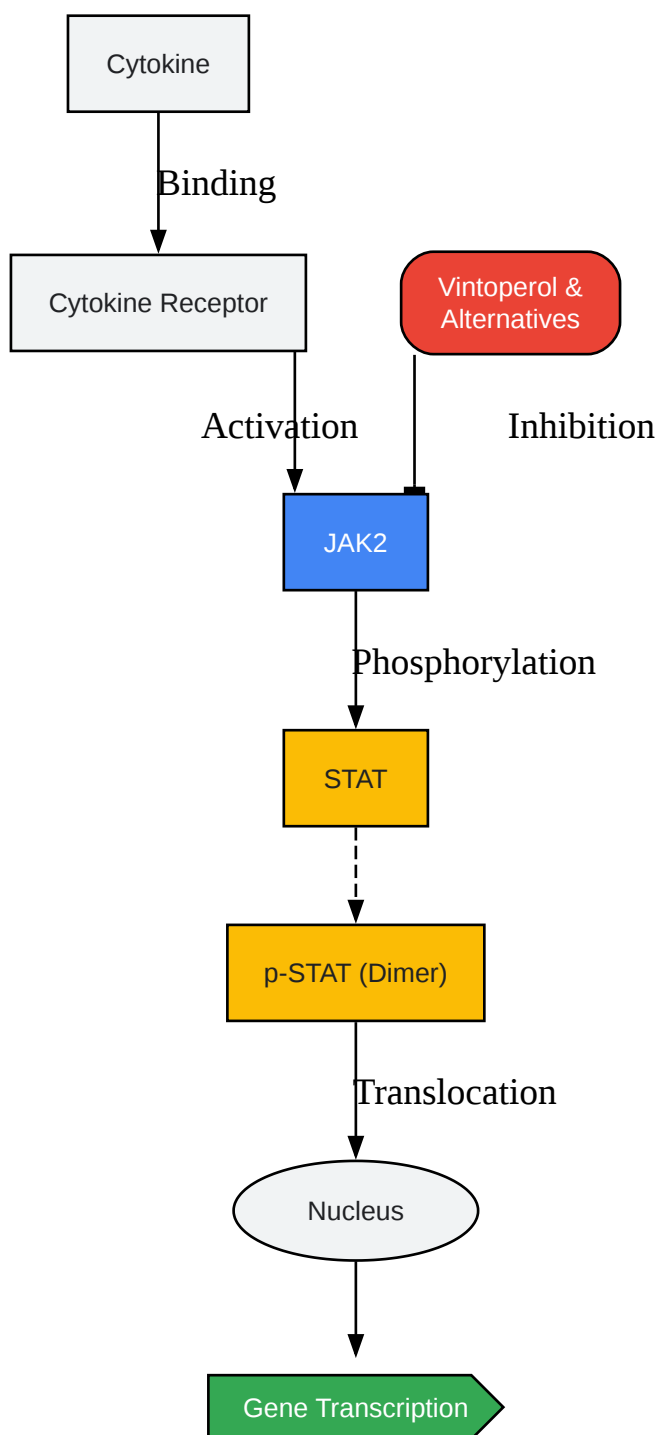 Cytokine
Binding
Cytokine Receptor
Vintoperol &
Alternatives
Activation
Inhibition
JAK2
Phosphorylation
STAT
p-STAT (Dimer)
Translocation
Nucleus
Gene Transcription